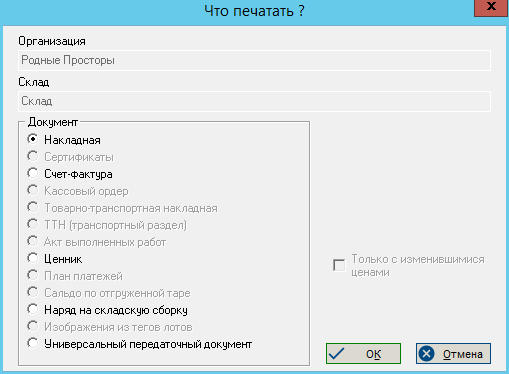 Что печатать ?
x
Организация
Родные Просторы
Склад
Склад
Документ
Накладная
Сертификаты
Счет-фактура
Кассовый ордер
Товарно-транспортная накладная
ТТН (транспортный раздел)
Акт выполненных работ
Ценник
План платежей
Сальдо по отгруженной таре
Наряд на складскую сборку
Изображения из тегов лотов
Универсальный передаточный документ
Только с изменившимися
ценами
ОК
Отмена